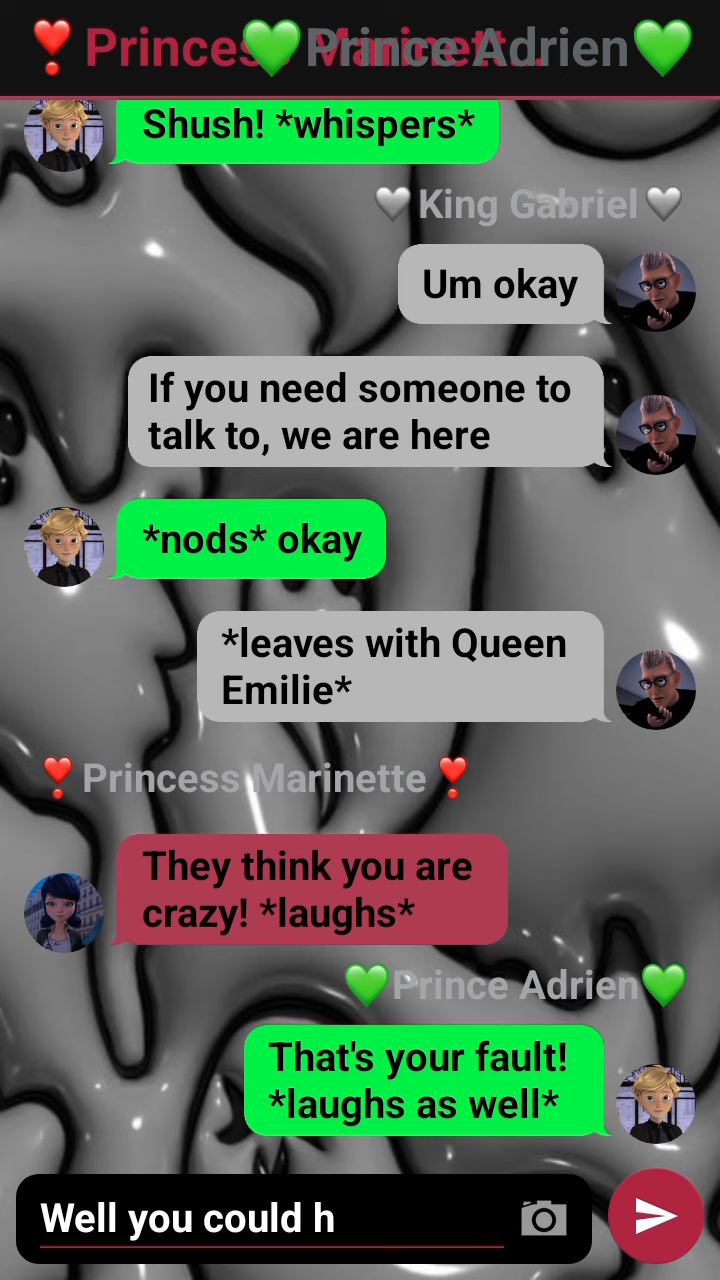 ❣Princess Marinett... 💚Prince Adrien💚
Shush! *whispers*
🤍King Gabriel🤍
Um okay
If you need someone to
talk to, we are here
*nods* okay
*leaves with Queen
Emilie*
❣Princess Marinette❣
They think you are
crazy! *laughs*
💚Prince Adrien💚
That's your fault!
*laughs as well*
Well you could h